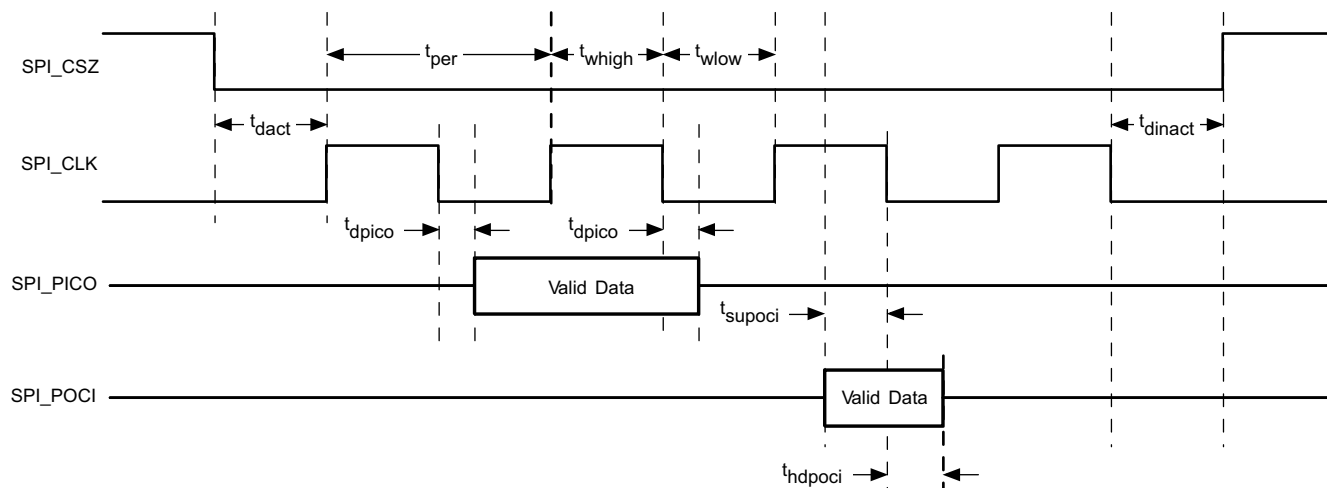 t_per
t_whigh
t_wlow
SPI_CSZ
t_dact
t_dinact
SPI_CLK
t_dpico
t_dpico
SPI_PICO
Valid Data
t_supoci
SPI_POCI
Valid Data
t_hdpoci